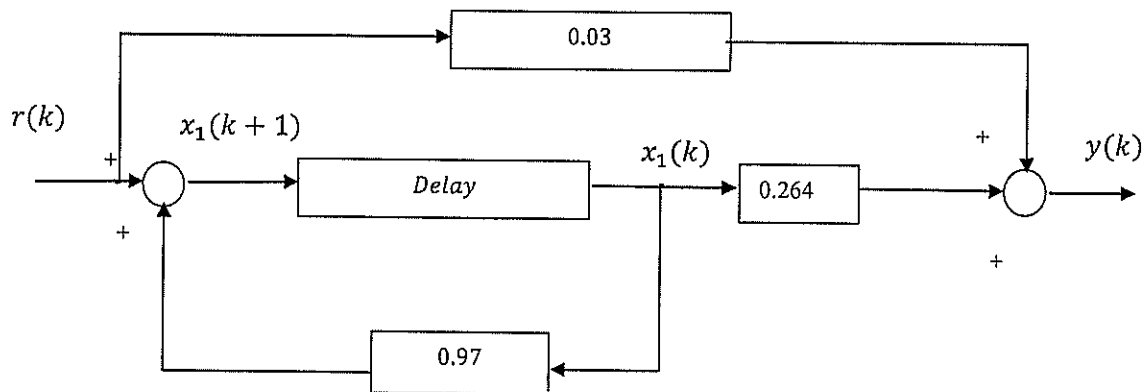 0.03
r(k)
x₁(k + 1)
x₁(k)
y(k)
+
+
Delay
0.264
+
+
0.97